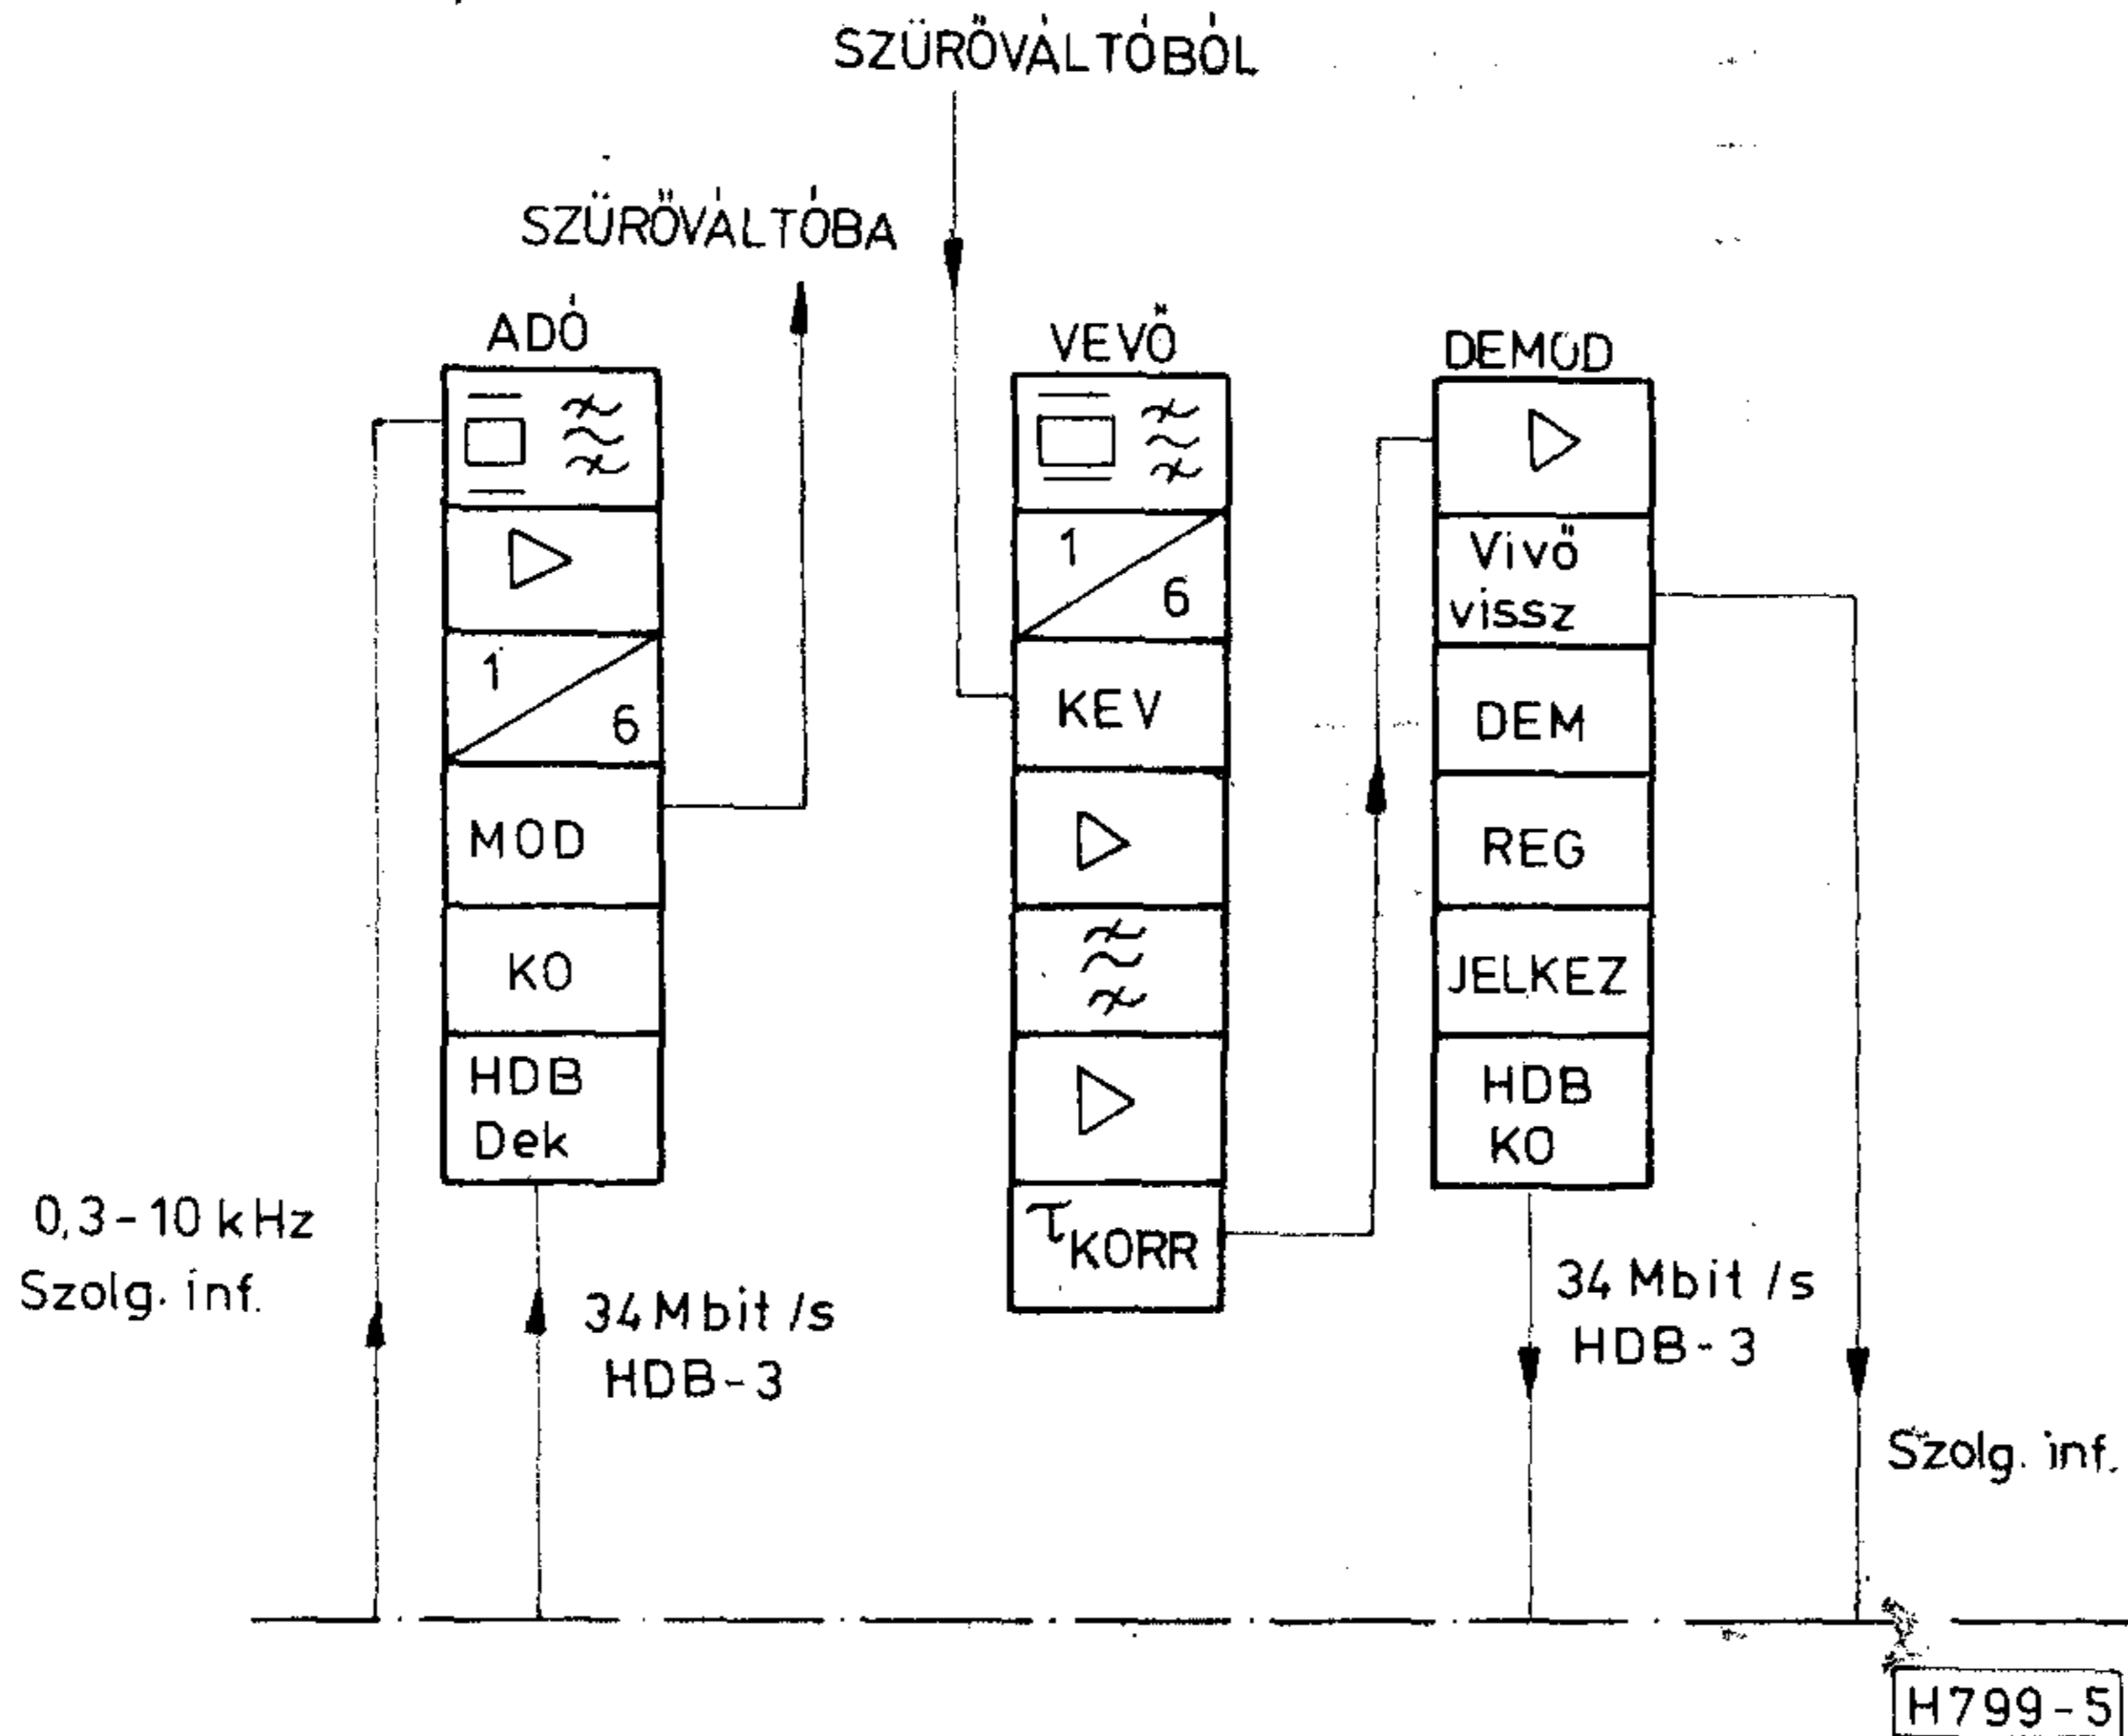 SZÜRŐVÁLTÓBÓL
SZÜRŐVÁLTÓBA
ADÓ
1
6
MOD
KO
HDB
Dek
VEVŐ
1
6
KEV
τKORR
DEMOD
Vivő
vissz
DEM
REG
JELKEZ
HDB
KO
0,3-10 kHz
Szolg. inf.
34 Mbit /s
HDB-3
34 Mbit /s
HDB-3
Szolg. inf.
H799-5